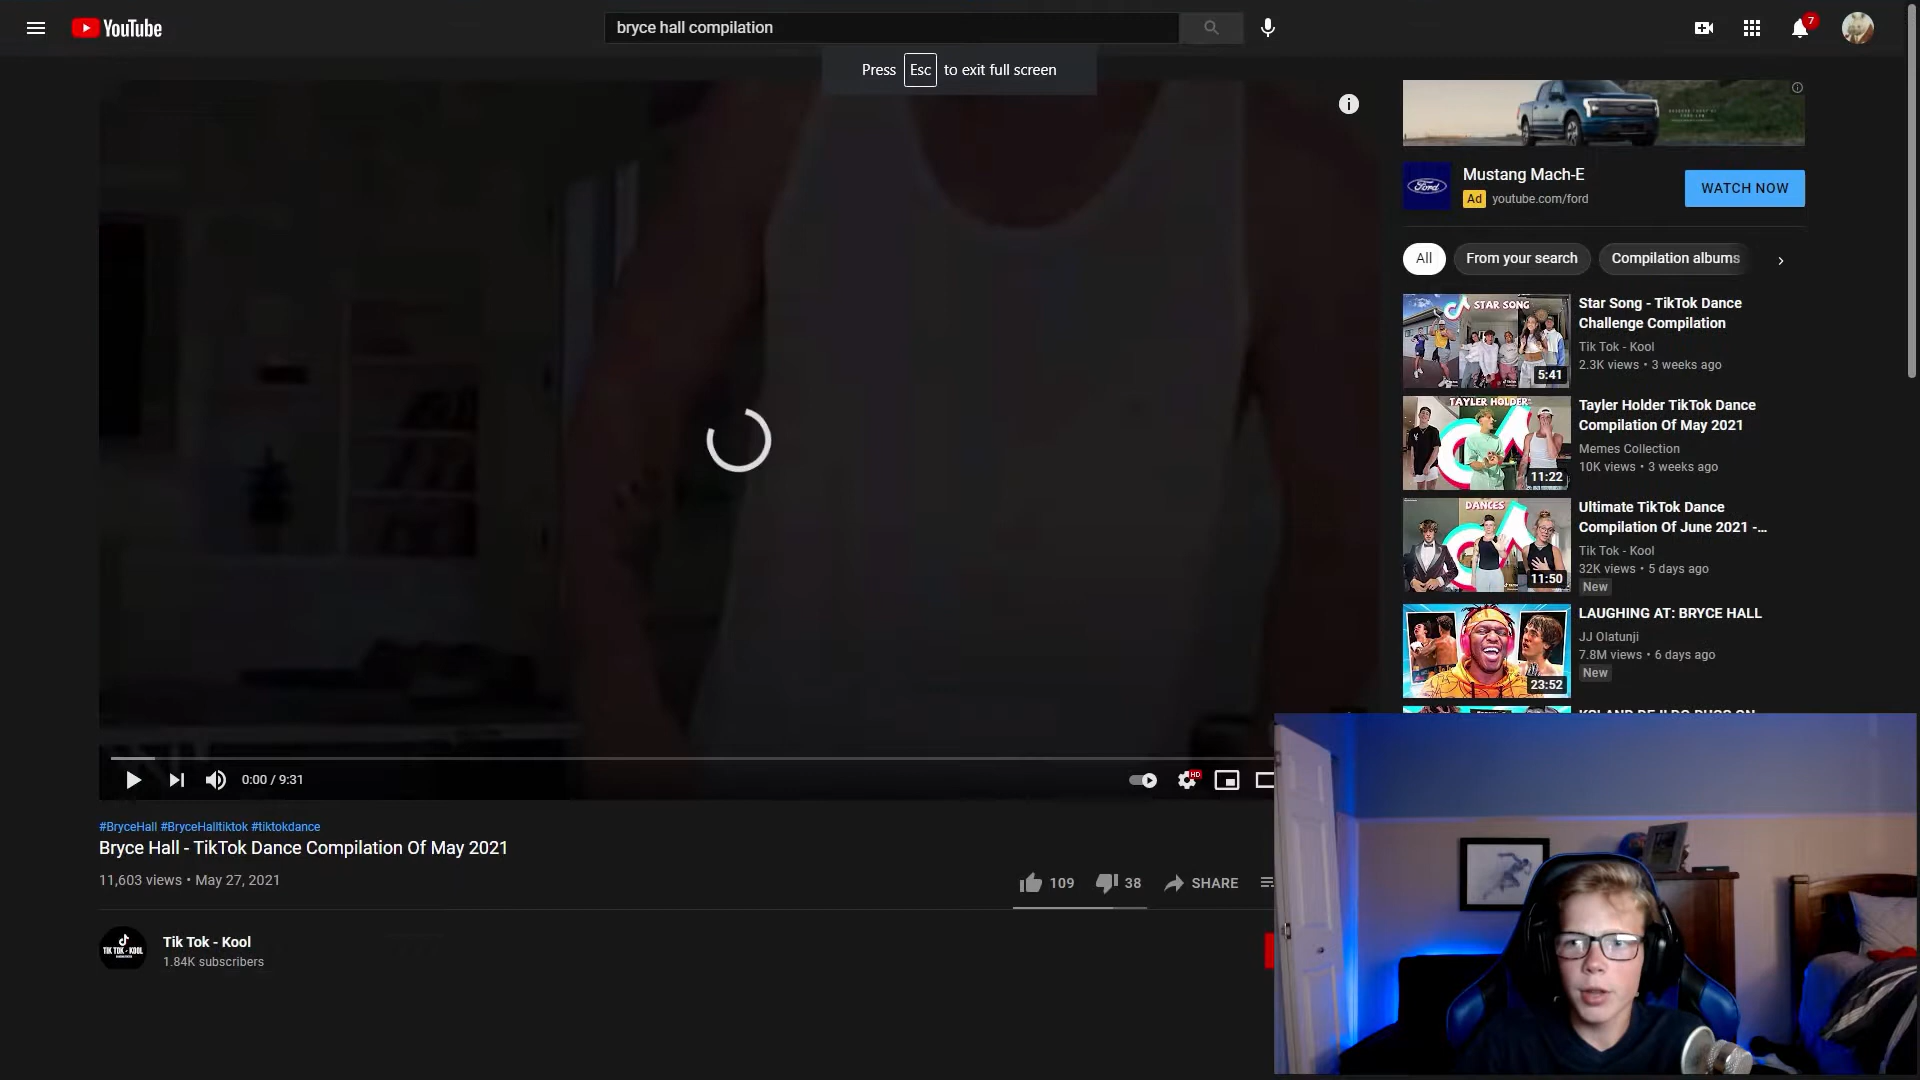 YouTube
bryce hall compilation
7
Press Esc to exit full screen
Mustang Mach-E
Ad youtube.com/ford
WATCH NOW
Ford
All
From your search
Compilation albums
STAR SONG
5:41
Star Song - TikTok Dance
Challenge Compilation
Tik Tok - Kool
2.3K views • 3 weeks ago
TAYLER HOLDER
11:22
Tayler Holder TikTok Dance
Compilation Of May 2021
Memes Collection
10K views • 3 weeks ago
DANCES
11:50
Ultimate TikTok Dance
Compilation Of June 2021 -...
Tik Tok - Kool
32K views • 5 days ago
New
23:52
LAUGHING AT: BRYCE HALL
JJ Olatunji
7.8M views • 6 days ago
New
0:00 / 9:31
HD
#BryceHall #BryceHalltiktok #tiktokdance
Bryce Hall - TikTok Dance Compilation Of May 2021
11,603 views • May 27, 2021
109
38
SHARE
TIK TOK - KOOL
Tik Tok - Kool
1.84K subscribers